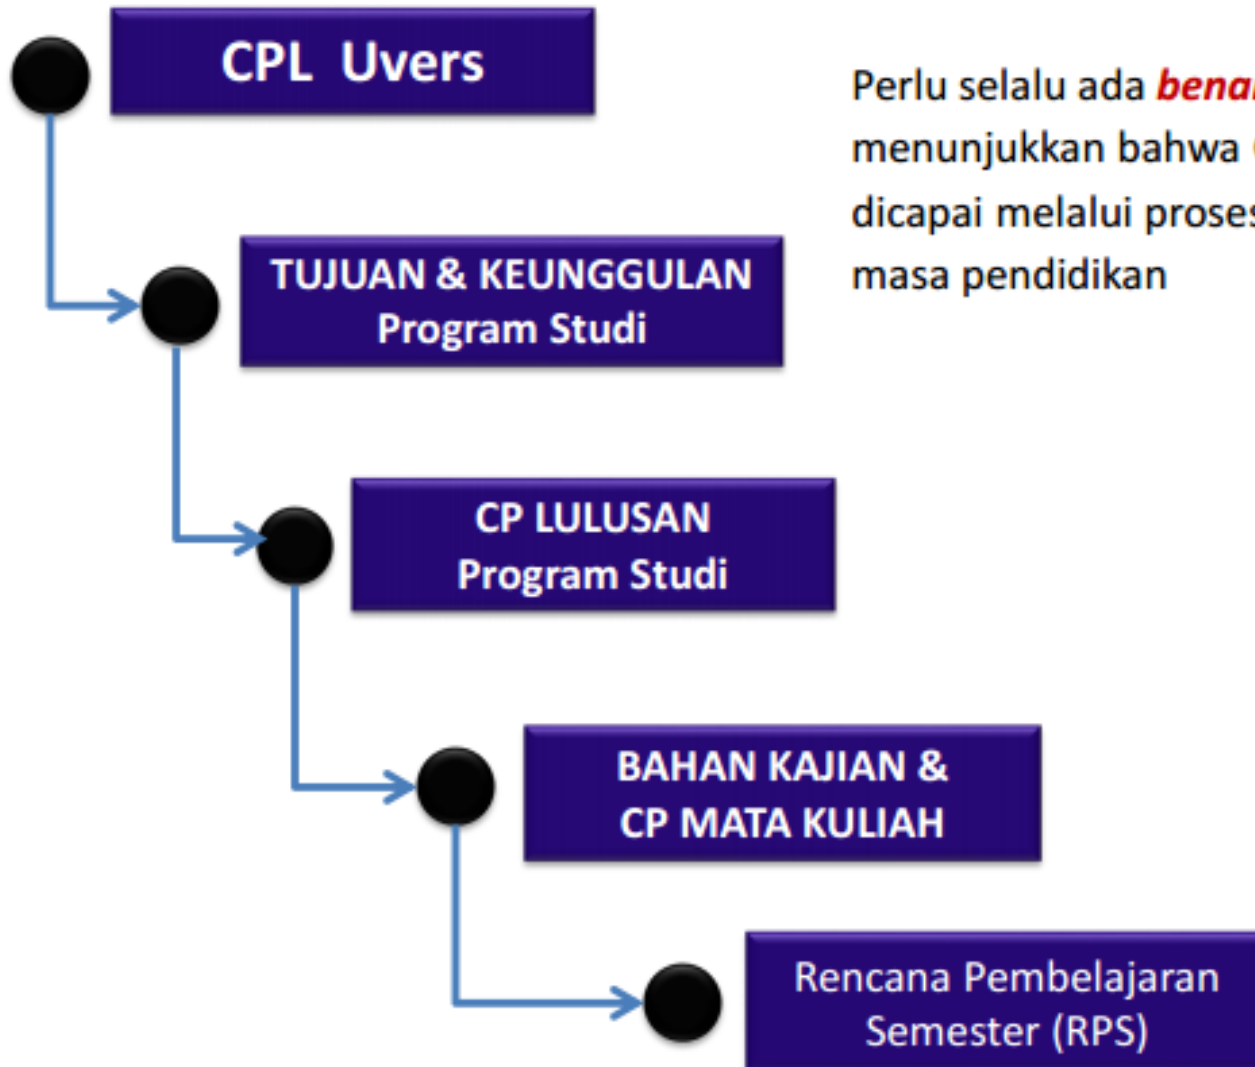 CPL Uvers
Perlu selalu ada
menunjukkan bahwa
dicapai melalui proses
masa pendidikan
TUJUAN & KEUNGGULAN
Program Studi
CP LULUSAN
Program Studi
BAHAN KAJIAN &
CP MATA KULIAH
Rencana Pembelajaran
Semester (RPS)